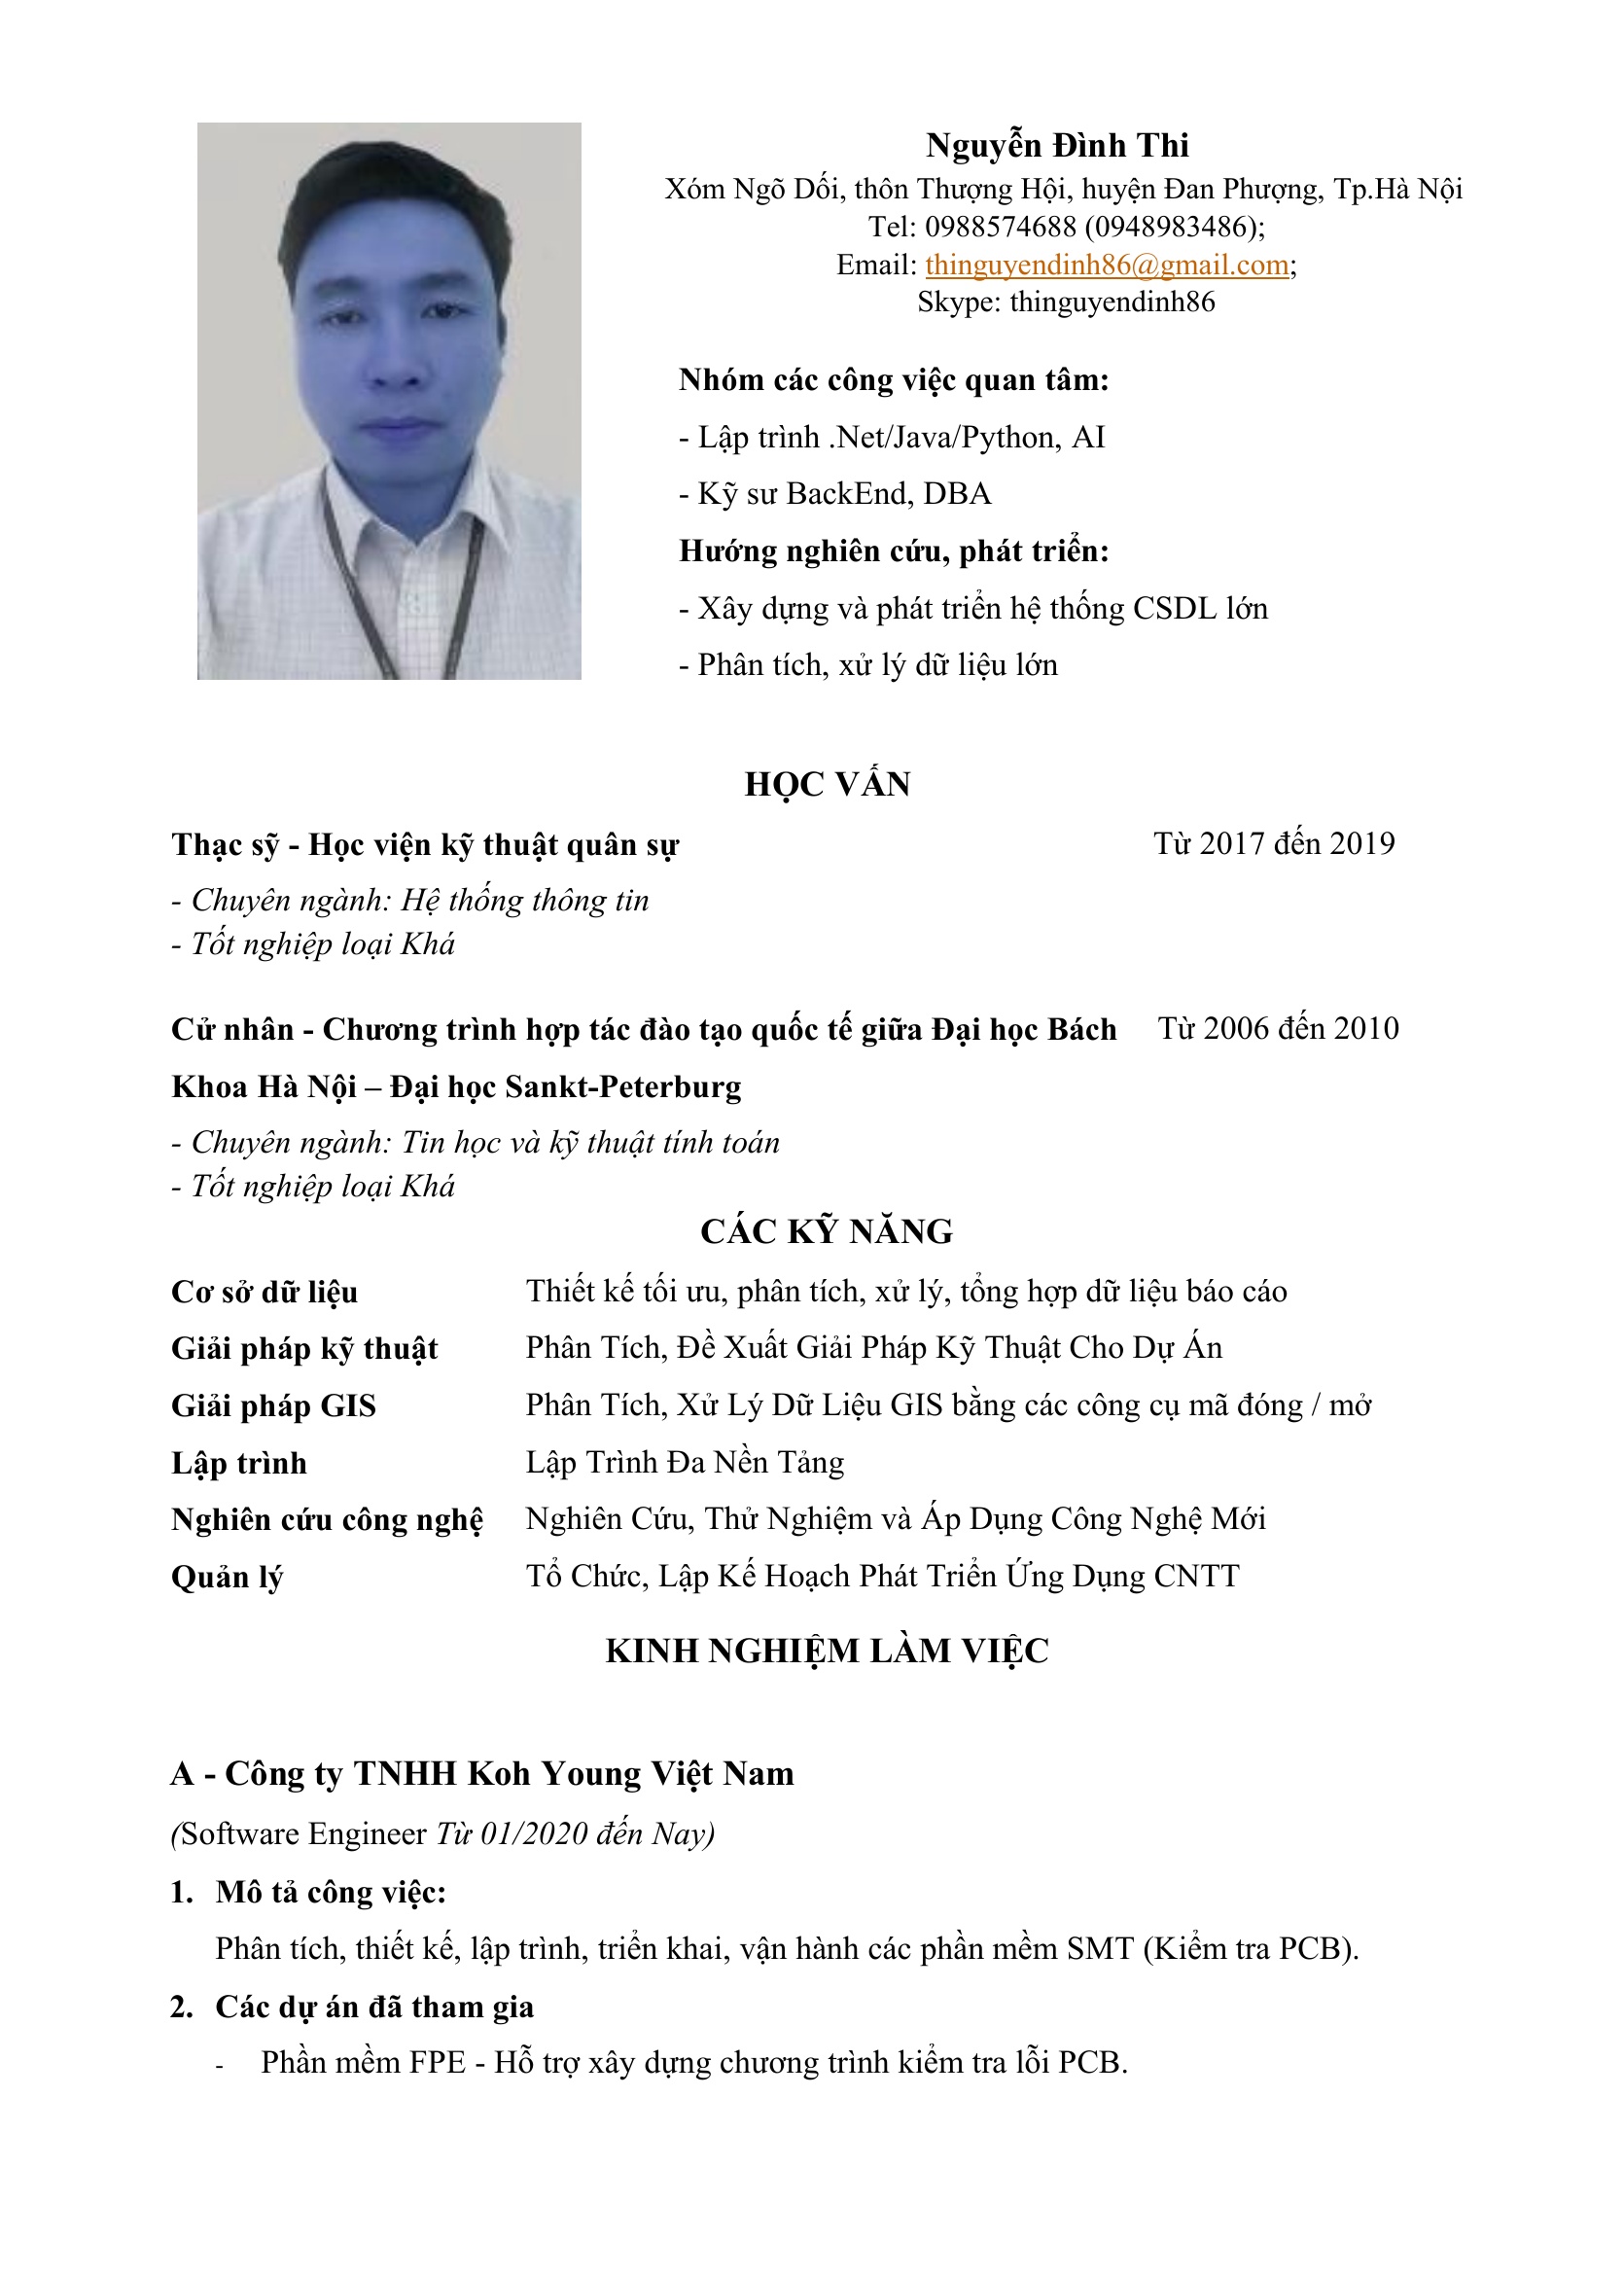 Nguyễn Đình Thi
Xóm Ngõ Dối, thôn Thượng Hội, huyện Đan Phượng, Tp.Hà Nội
Tel: 0988574688 (0948983486);
Email: thinguyendinh86@gmail.com;
Skype: thinguyendinh86
Nhóm các công việc quan tâm:
- Lập trình .Net/Java/Python, AI
- Kỹ sư BackEnd, DBA
Hướng nghiên cứu, phát triển:
- Xây dựng và phát triển hệ thống CSDL lớn
- Phân tích, xử lý dữ liệu lớn
HỌC VẤN
Thạc sỹ - Học viện kỹ thuật quân sự Từ 2017 đến 2019
- Chuyên ngành: Hệ thống thông tin
- Tốt nghiệp loại Khá
Cử nhân - Chương trình hợp tác đào tạo quốc tế giữa Đại học Bách Từ 2006 đến 2010
Khoa Hà Nội – Đại học Sankt-Peterburg
- Chuyên ngành: Tin học và kỹ thuật tính toán
- Tốt nghiệp loại Khá
CÁC KỸ NĂNG
Cơ sở dữ liệu Thiết kế tối ưu, phân tích, xử lý, tổng hợp dữ liệu báo cáo
Giải pháp kỹ thuật Phân Tích, Đề Xuất Giải Pháp Kỹ Thuật Cho Dự Án
Giải pháp GIS Phân Tích, Xử Lý Dữ Liệu GIS bằng các công cụ mã đóng / mở
Lập trình Lập Trình Đa Nền Tảng
Nghiên cứu công nghệ Nghiên Cứu, Thử Nghiệm và Áp Dụng Công Nghệ Mới
Quản lý Tổ Chức, Lập Kế Hoạch Phát Triển Ứng Dụng CNTT
KINH NGHIỆM LÀM VIỆC
A - Công ty TNHH Koh Young Việt Nam
(Software Engineer Từ 01/2020 đến Nay)
1. Mô tả công việc:
Phân tích, thiết kế, lập trình, triển khai, vận hành các phần mềm SMT (Kiểm tra PCB).
2. Các dự án đã tham gia
- Phần mềm FPE - Hỗ trợ xây dựng chương trình kiểm tra lỗi PCB.